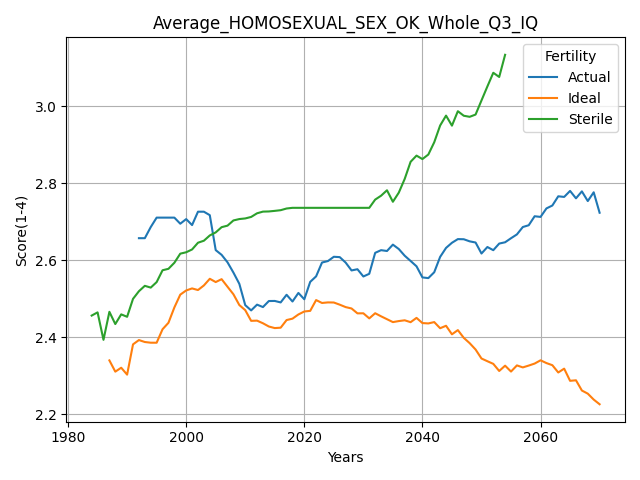 Average_HOMOSEXUAL_SEX_OK_Whole_Q3_IQ
Fertility
Actual
Ideal
Sterile
Score(1-4)
3.0
2.8
2.6
2.4
2.2
1980
2000
2020
2040
2060
Years